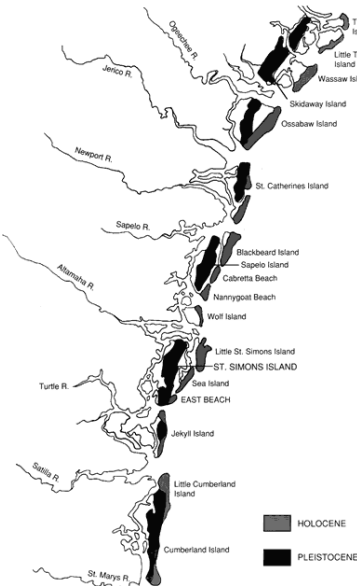 Ogeechee R.
T
Is
Little T
Island
Jerico R.
Wassaw Isl
Skidaway Island
Ossabaw Island
Newport R.
St. Catherines Island
Sapelo R.
Blackbeard Island
Sapelo Island
Altamaha R.
Cabretta Beach
Nannygoat Beach
Wolf Island
Little St. Simons Island
ST. SIMONS ISLAND
Turtle R.
Sea Island
EAST BEACH
Jekyll Island
Satilla R.
Little Cumberland
Island
HOLOCENE
Cumberland Island
PLEISTOCENE
St. Marys R.